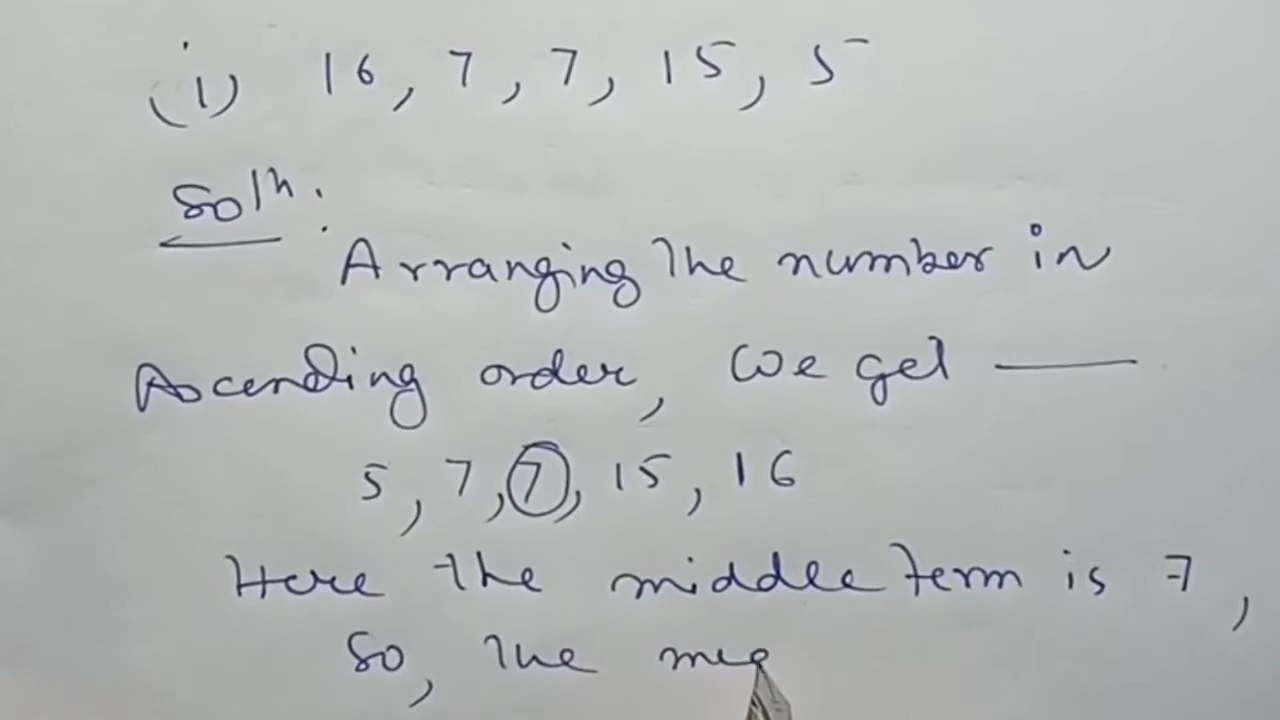 (i) 16, 7, 7, 15, 5
Soln.
Arranging the number in
Ascending order, we get —
5, 7, 7, 15, 16
Here the middle term is 7,
So, the me